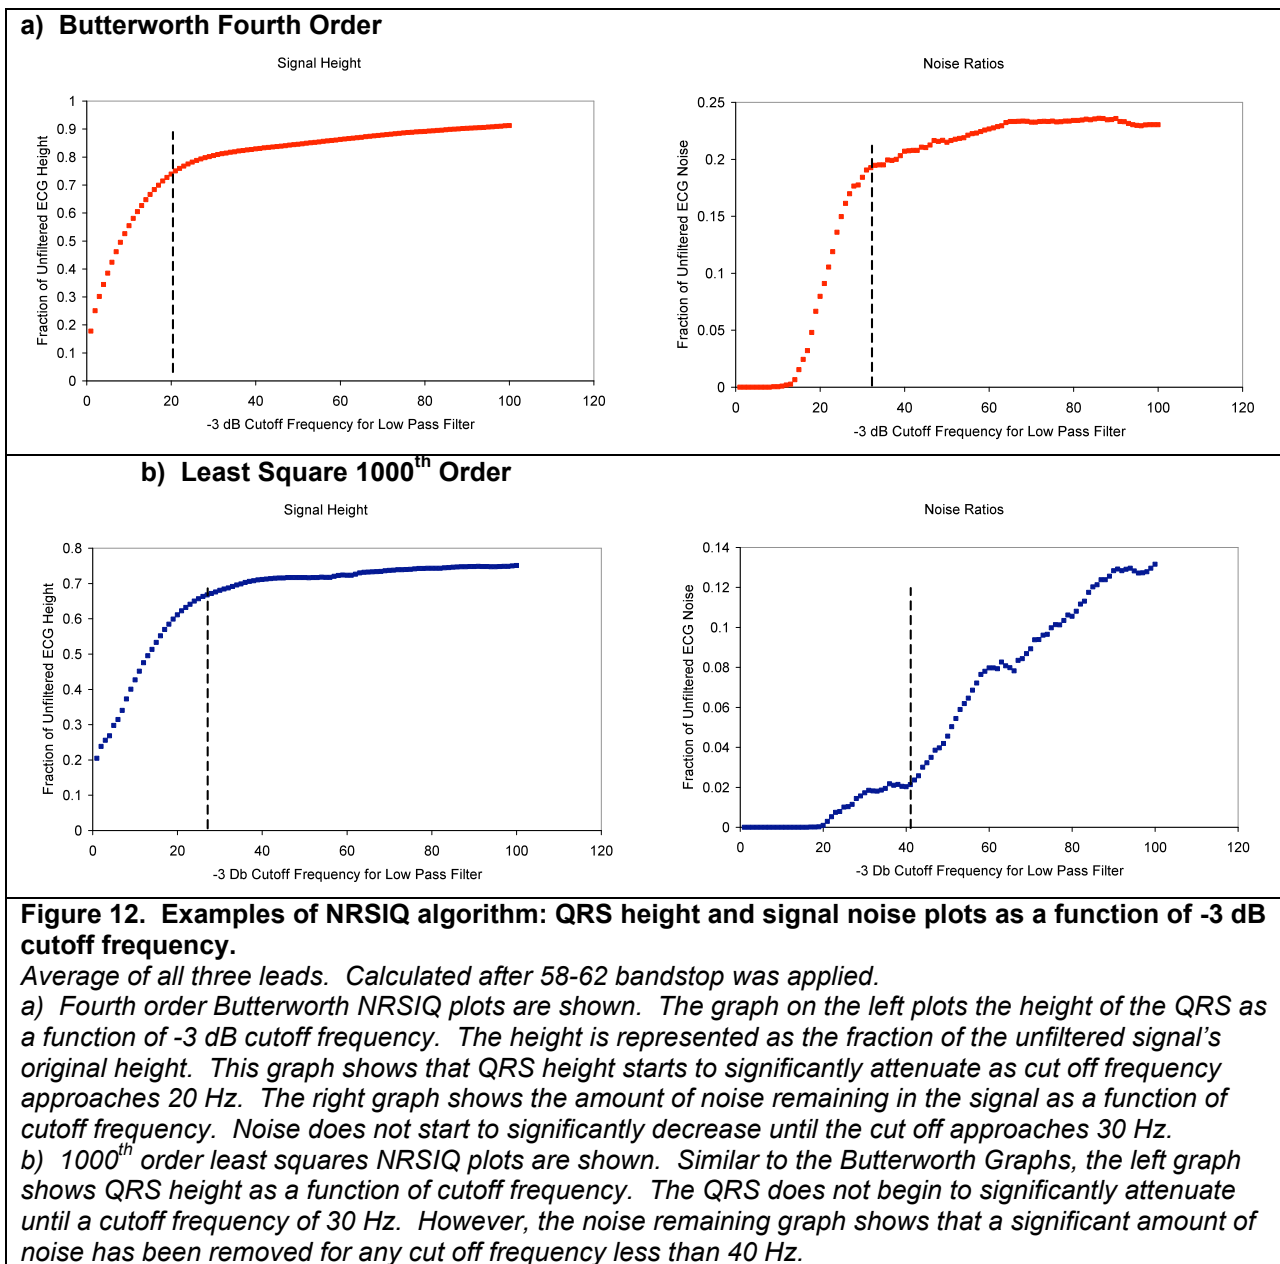 a) Butterworth Fourth Order
Signal Height
Fraction of Unfiltered ECG Height
1
0.9
0.8
0.7
0.6
0.5
0.4
0.3
0.2
0.1
0
0 20 40 60 80 100 120
-3 dB Cutoff Frequency for Low Pass Filter
Noise Ratios
Fraction of Unfiltered ECG Noise
0.25
0.2
0.15
0.1
0.05
0
0 20 40 60 80 100 120
-3 dB Cutoff Frequency for Low Pass Filter
b) Least Square 1000th Order
Signal Height
Fraction of Unfiltered ECG Height
0.8
0.7
0.6
0.5
0.4
0.3
0.2
0.1
0
0 20 40 60 80 100 120
-3 Db Cutoff Frequency for Low Pass Filter
Noise Ratios
Fraction of Unfiltered ECG Noise
0.14
0.12
0.1
0.08
0.06
0.04
0.02
0
0 20 40 60 80 100 120
-3 Db Cutoff Frequency for Low Pass Filter
Figure 12. Examples of NRSIQ algorithm: QRS height and signal noise plots as a function of -3 dB
cutoff frequency.
Average of all three leads. Calculated after 58-62 bandstop was applied.
a) Fourth order Butterworth NRSIQ plots are shown. The graph on the left plots the height of the QRS as
a function of -3 dB cutoff frequency. The height is represented as the fraction of the unfiltered signal's
original height. This graph shows that QRS height starts to significantly attenuate as cut off frequency
approaches 20 Hz. The right graph shows the amount of noise remaining in the signal as a function of
cutoff frequency. Noise does not start to significantly decrease until the cut off approaches 30 Hz.
b) 1000th order least squares NRSIQ plots are shown. Similar to the Butterworth Graphs, the left graph
shows QRS height as a function of cutoff frequency. The QRS does not begin to significantly attenuate
until a cutoff frequency of 30 Hz. However, the noise remaining graph shows that a significant amount of
noise has been removed for any cut off frequency less than 40 Hz.